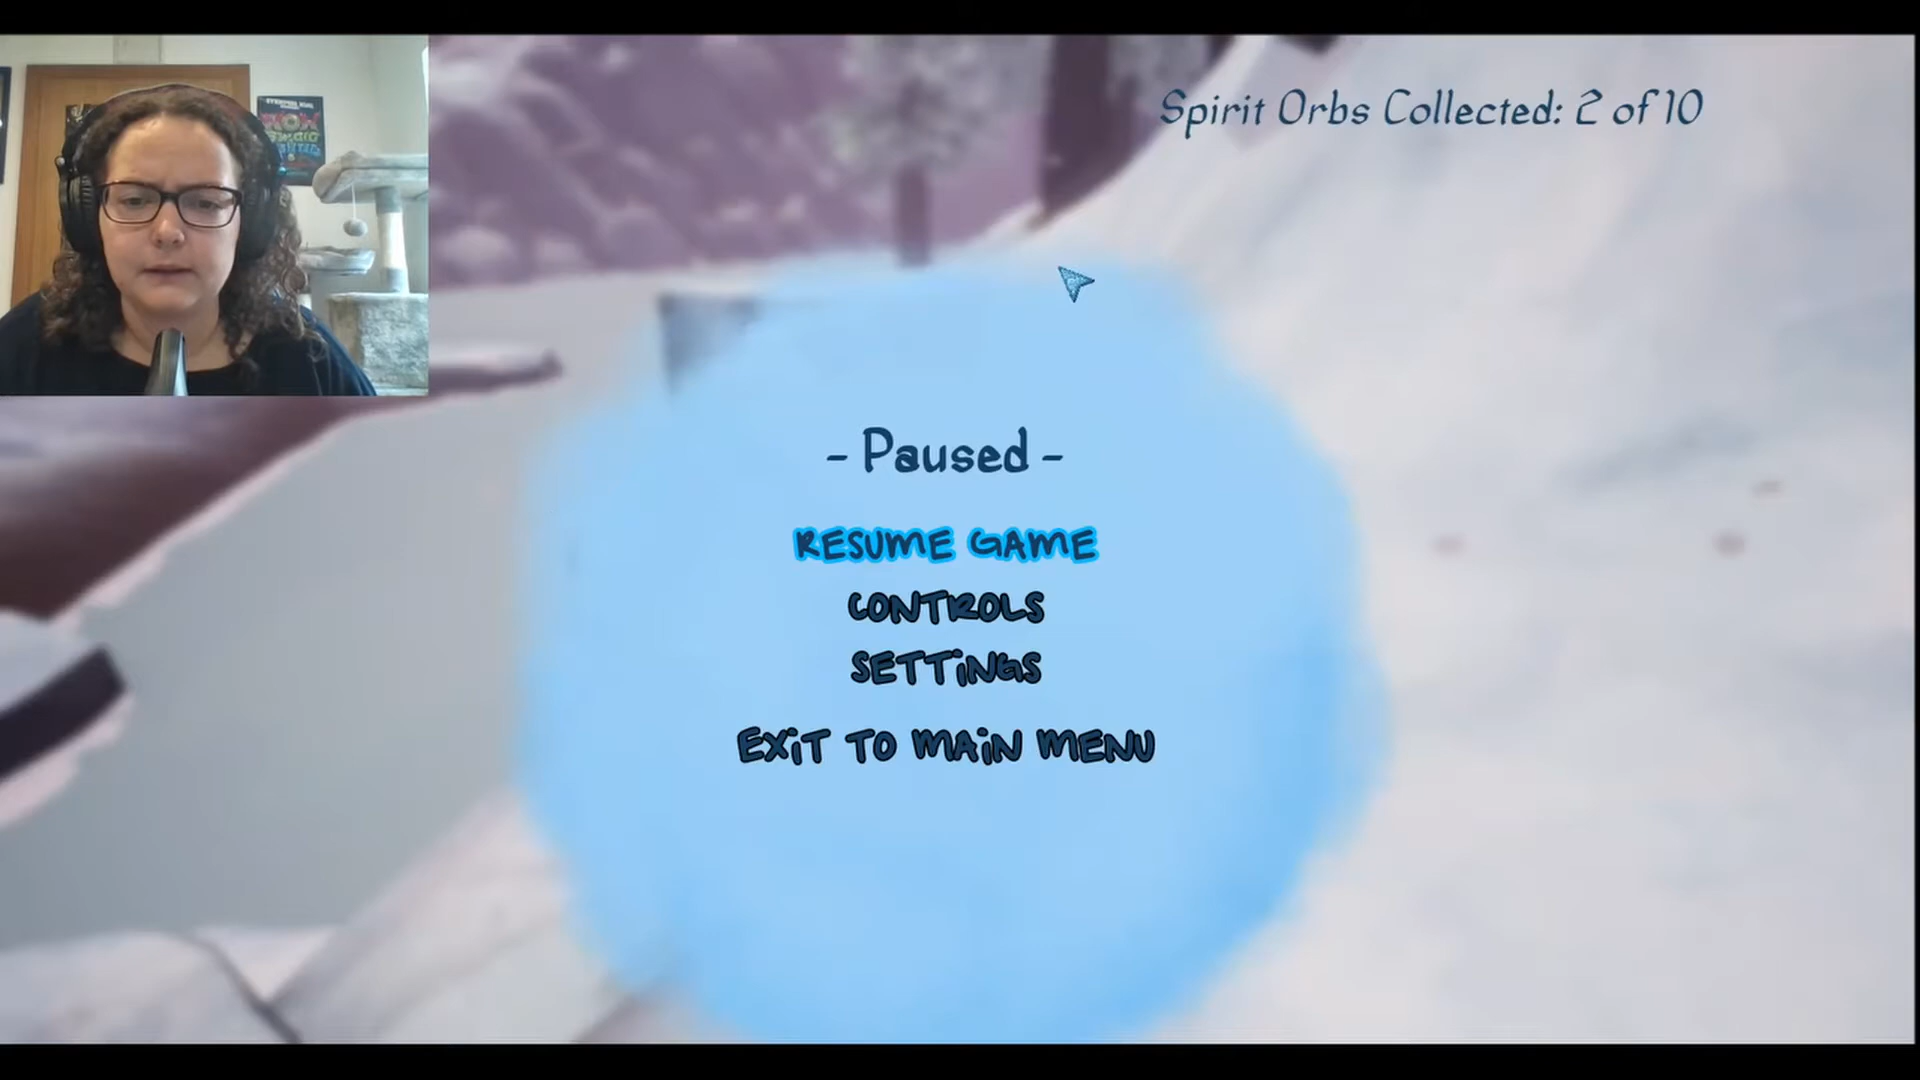 Spirit Orbs Collected: 2 of 10
- Paused -
RESUME GAME
CONTROLS
SETTiNGS
EXiT TO MAiN MENU